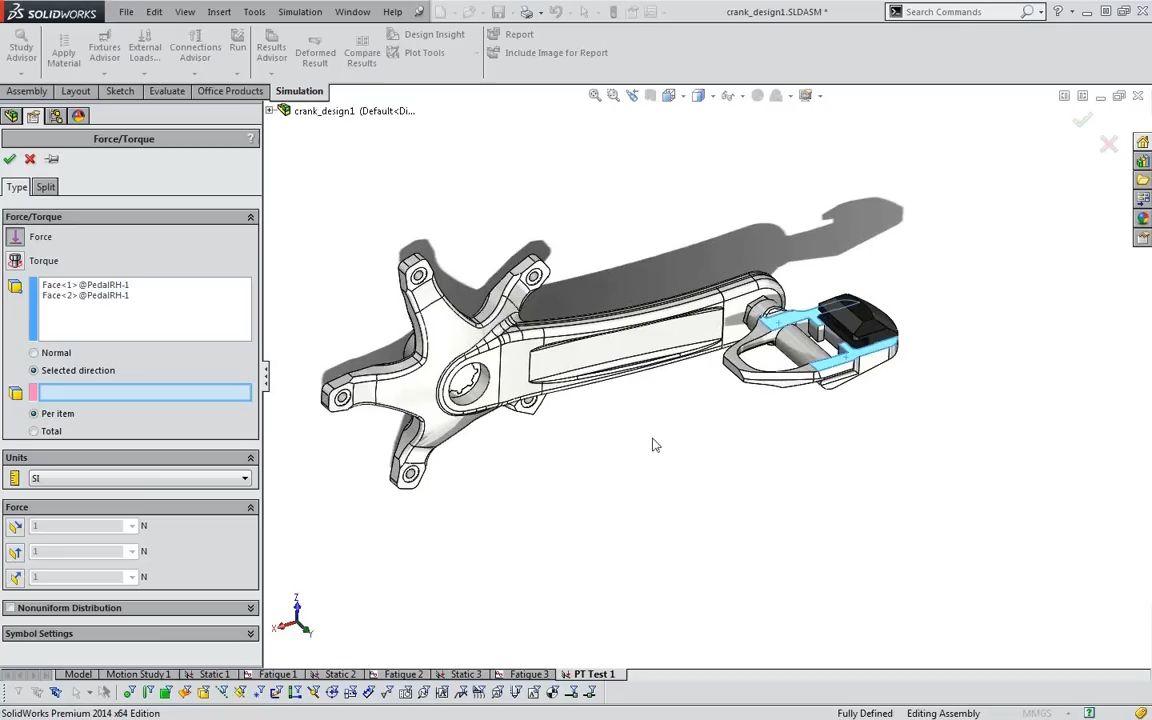 SOLIDWORKS File Edit View Insert Tools Simulation Window Help crank_design1.SLDASM * Search Commands
Study Advisor
Apply Material
Fixtures Advisor
External Loads...
Connections Advisor
Run
Results Advisor
Deformed Result
Compare Results
Design Insight
Plot Tools
Report
Include Image for Report
Assembly Layout Sketch Evaluate Office Products Simulation
crank_design1 (Default<Di...
Force/Torque ?
Type Split
Force/Torque
Force
Torque
Face<1> @PedalRH-1
Face<2> @PedalRH-1
Normal
Selected direction
Per item
Total
Units
SI
Force
1 N
1 N
1 N
Nonuniform Distribution
Symbol Settings
Z
X Y
Model Motion Study 1 Static 1 Fatigue 1 Static 2 Fatigue 2 Static 3 Fatigue 3 PT Test 1
SolidWorks Premium 2014 x64 Edition Fully Defined Editing Assembly MMGS